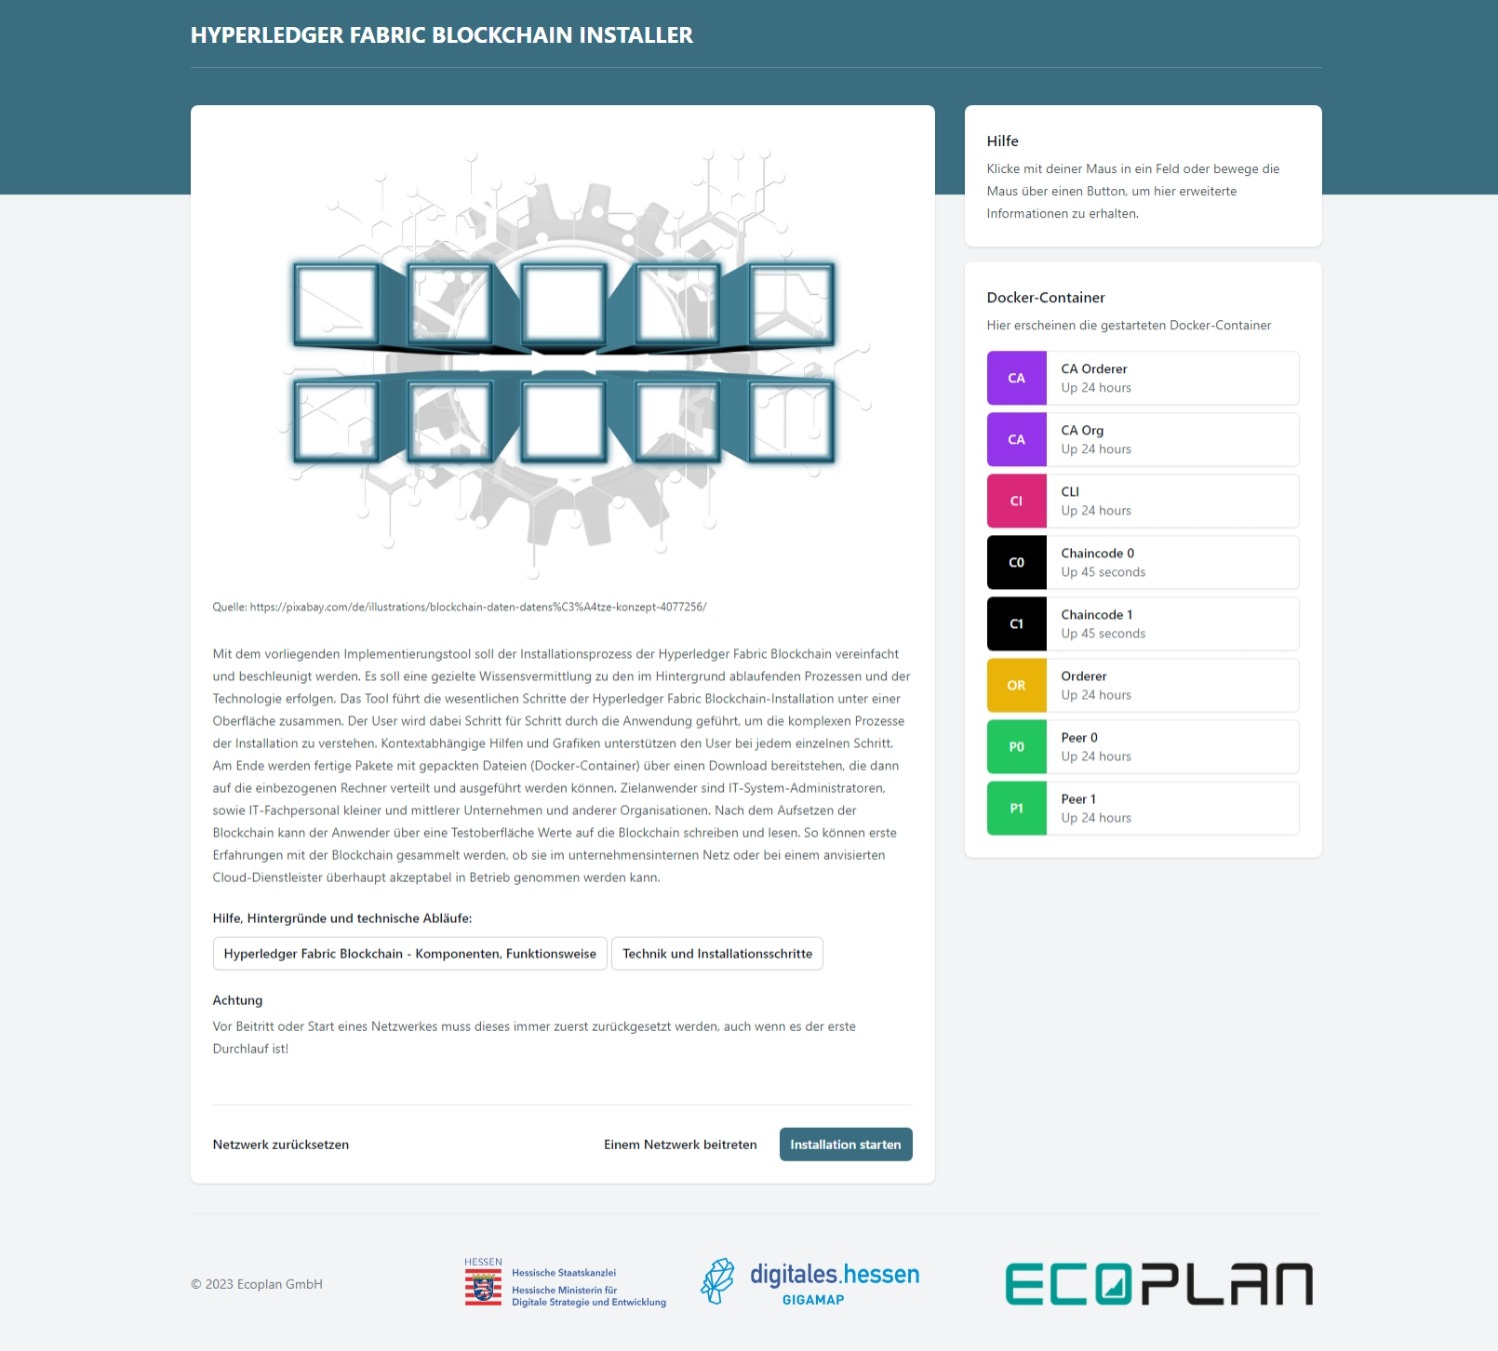 HYPERLEDGER FABRIC BLOCKCHAIN INSTALLER
Quelle: https://pixabay.com/de/illustrations/blockchain-daten-datens%C3%A4tze-konzept-4077256/
Mit dem vorliegenden Implementierungstool soll der Installationsprozess der Hyperledger Fabric Blockchain vereinfacht
und beschleunigt werden. Es soll eine gezielte Wissensvermittlung zu den im Hintergrund ablaufenden Prozessen und der
Technologie erfolgen. Das Tool führt die wesentlichen Schritte der Hyperledger Fabric Blockchain-Installation unter einer
Oberfläche zusammen. Der User wird dabei Schritt für Schritt durch die Anwendung geführt, um die komplexen Prozesse
der Installation zu verstehen. Kontextabhängige Hilfen und Grafiken unterstützen den User bei jedem einzelnen Schritt.
Am Ende werden fertige Pakete mit gepackten Dateien (Docker-Container) über einen Download bereitstehen, die dann
auf die einbezogenen Rechner verteilt und ausgeführt werden können. Zielanwender sind IT-System-Administratoren,
sowie IT-Fachpersonal kleiner und mittlerer Unternehmen und anderer Organisationen. Nach dem Aufsetzen der
Blockchain kann der Anwender über eine Testoberfläche Werte auf die Blockchain schreiben und lesen. So können erste
Erfahrungen mit der Blockchain gesammelt werden, ob sie im unternehmensinternen Netz oder bei einem anvisierten
Cloud-Dienstleister überhaupt akzeptabel in Betrieb genommen werden kann.
Hilfe, Hintergründe und technische Abläufe:
Hyperledger Fabric Blockchain - Komponenten, Funktionsweise
Technik und Installationsschritte
Achtung
Vor Beitritt oder Start eines Netzwerkes muss dieses immer zuerst zurückgesetzt werden, auch wenn es der erste
Durchlauf ist!
Netzwerk zurücksetzen
Einem Netzwerk beitreten
Installation starten
Hilfe
Klicke mit deiner Maus in ein Feld oder bewege die
Maus über einen Button, um hier erweiterte
Informationen zu erhalten.
Docker-Container
Hier erscheinen die gestarteten Docker-Container
CA
CA Orderer
Up 24 hours
CA
CA Org
Up 24 hours
CI
CLI
Up 24 hours
C0
Chaincode 0
Up 45 seconds
C1
Chaincode 1
Up 45 seconds
OR
Orderer
Up 24 hours
P0
Peer 0
Up 24 hours
P1
Peer 1
Up 24 hours
© 2023 Ecoplan GmbH
HESSEN
Hessische Staatskanzlei
Hessische Ministerin für
Digitale Strategie und Entwicklung
digitales.hessen
GIGAMAP
ECOPLAN